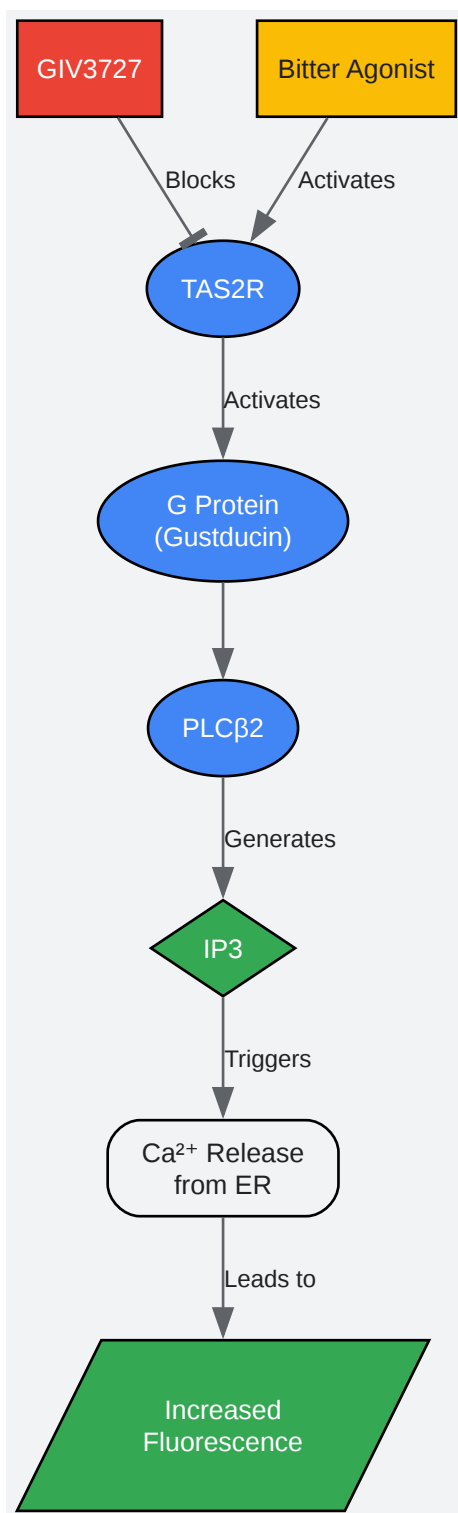 GIV3727
Bitter Agonist
Blocks
Activates
TAS2R
Activates
G Protein
(Gustducin)
PLCβ2
Generates
IP3
Triggers
Ca²⁺ Release
from ER
Leads to
Increased
Fluorescence